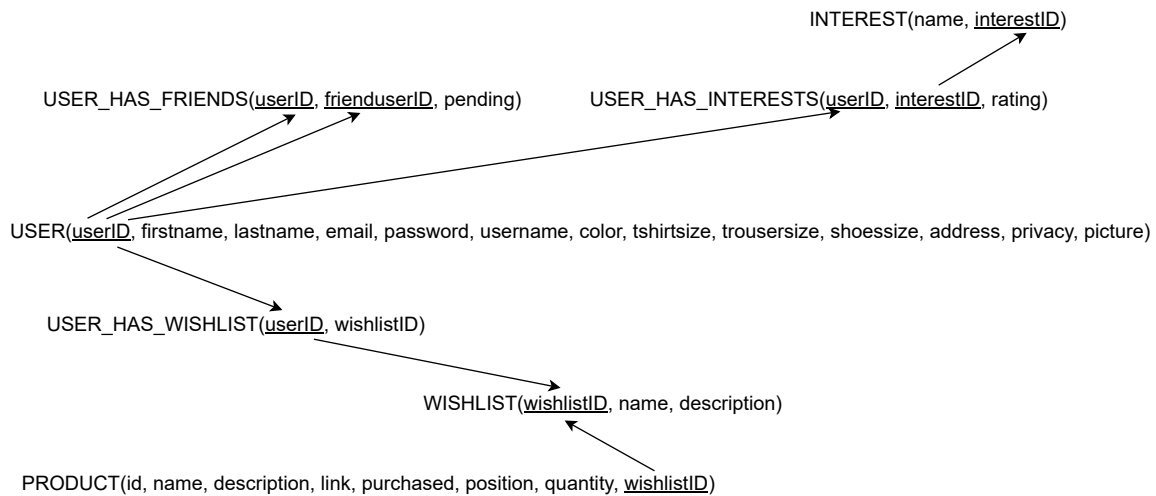 INTEREST(name, interestID)
USER_HAS_FRIENDS(userID, frienduserID, pending)
USER_HAS_INTERESTS(userID, interestID, rating)
USER(userID, firstname, lastname, email, password, username, color, tshirtsize, trousersize, shoessize, address, privacy, picture)
USER_HAS_WISHLIST(userID, wishlistID)
WISHLIST(wishlistID, name, description)
PRODUCT(id, name, description, link, purchased, position, quantity, wishlistID)